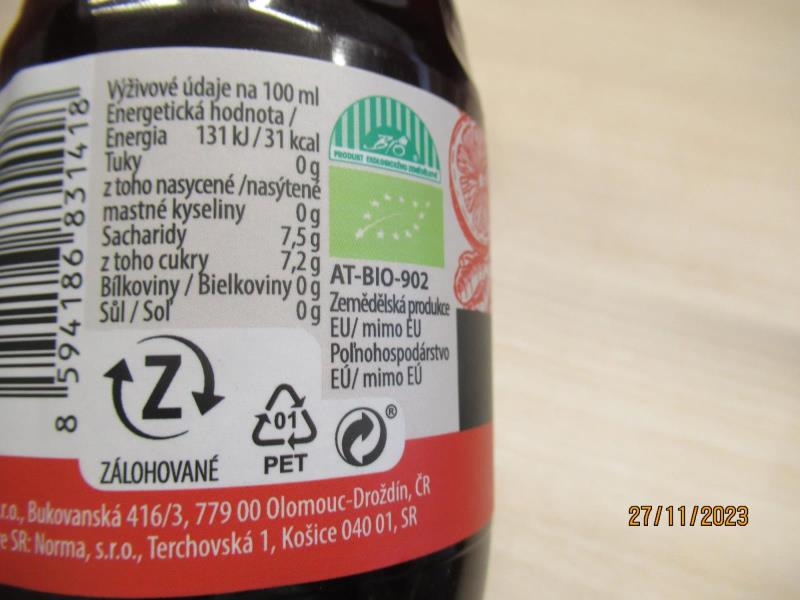 Výživové údaje na 100 ml
Energetická hodnota /
Energia 131 kJ / 31 kcal
Tuky 0 g
z toho nasycené /nasýtené
mastné kyseliny 0 g
Sacharidy 7,5 g
z toho cukry 7,2 g
Bílkoviny / Bielkoviny 0 g
Sůl / Soľ 0 g
8 594186 831418
BIO
PRODUKT EKOLOGICKÉHO ZEMĚDĚLSTVÍ
AT-BIO-902
Zemědělská produkce
EU/ mimo EU
Poľnohospodárstvo
EÚ/ mimo EÚ
Z
ZÁLOHOVANÉ
01
PET
®
r.o., Bukovanská 416/3, 779 00 Olomouc-Droždín, ČR
re SR: Norma, s.r.o., Terchovská 1, Košice 040 01, SR
27/11/2023